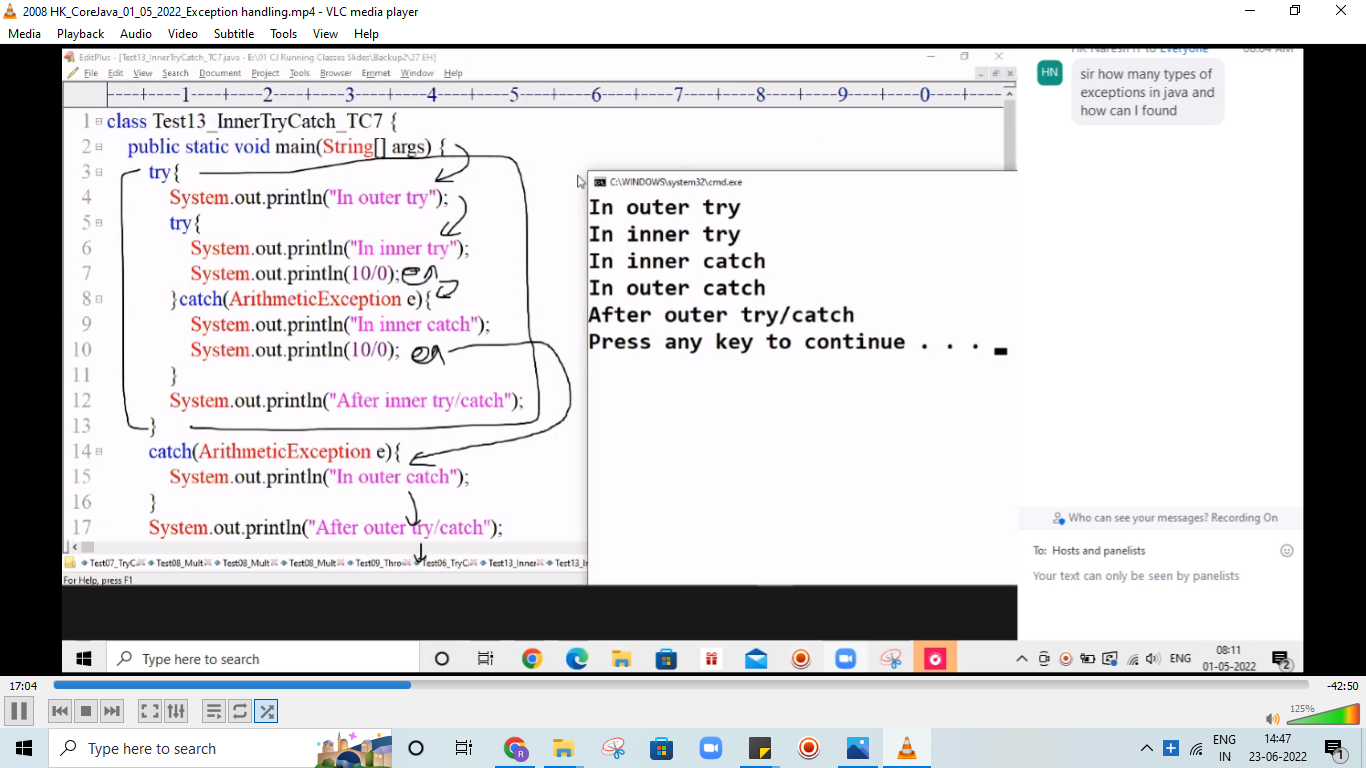 2008 HK_CoreJava_01_05_2022_Exception handling.mp4 - VLC media player
Media Playback Audio Video Subtitle Tools View Help
EditPlus - [Test13_InnerTryCatch_TC7.java - E:\01 CJ Running Classes Slides\Backup2\27 EH]
File Edit View Search Document Project Tools Browser Emmet Window Help
----+----1----+----2----+----3----+----4----+----5----+----6----+----7----+----8----+----9----+----0----+----
1 class Test13_InnerTryCatch_TC7 {
2 public static void main(String[] args) {
3 try{
4 System.out.println("In outer try");
5 try{
6 System.out.println("In inner try");
7 System.out.println(10/0);
8 }catch(ArithmeticException e){
9 System.out.println("In inner catch");
10 System.out.println(10/0);
11 }
12 System.out.println("After inner try/catch");
13 }
14 catch(ArithmeticException e){
15 System.out.println("In outer catch");
16 }
17 System.out.println("After outer try/catch");
Test07_TryC Test08_Mult Test08_Mult Test08_Mult Test09_Thro Test06_TryC Test13_Inner Test13_In
For Help, press F1
C:\WINDOWS\system32\cmd.exe
In outer try
In inner try
In inner catch
In outer catch
After outer try/catch
Press any key to continue . . .
to Everyone
HN
sir how many types of
exceptions in java and
how can I found
Who can see your messages? Recording On
To: Hosts and panelists
Your text can only be seen by panelists
Type here to search
ENG
08:11
01-05-2022
2
17:04
-42:50
125%
Type here to search
R
ENG
IN
14:47
23-06-2022
1